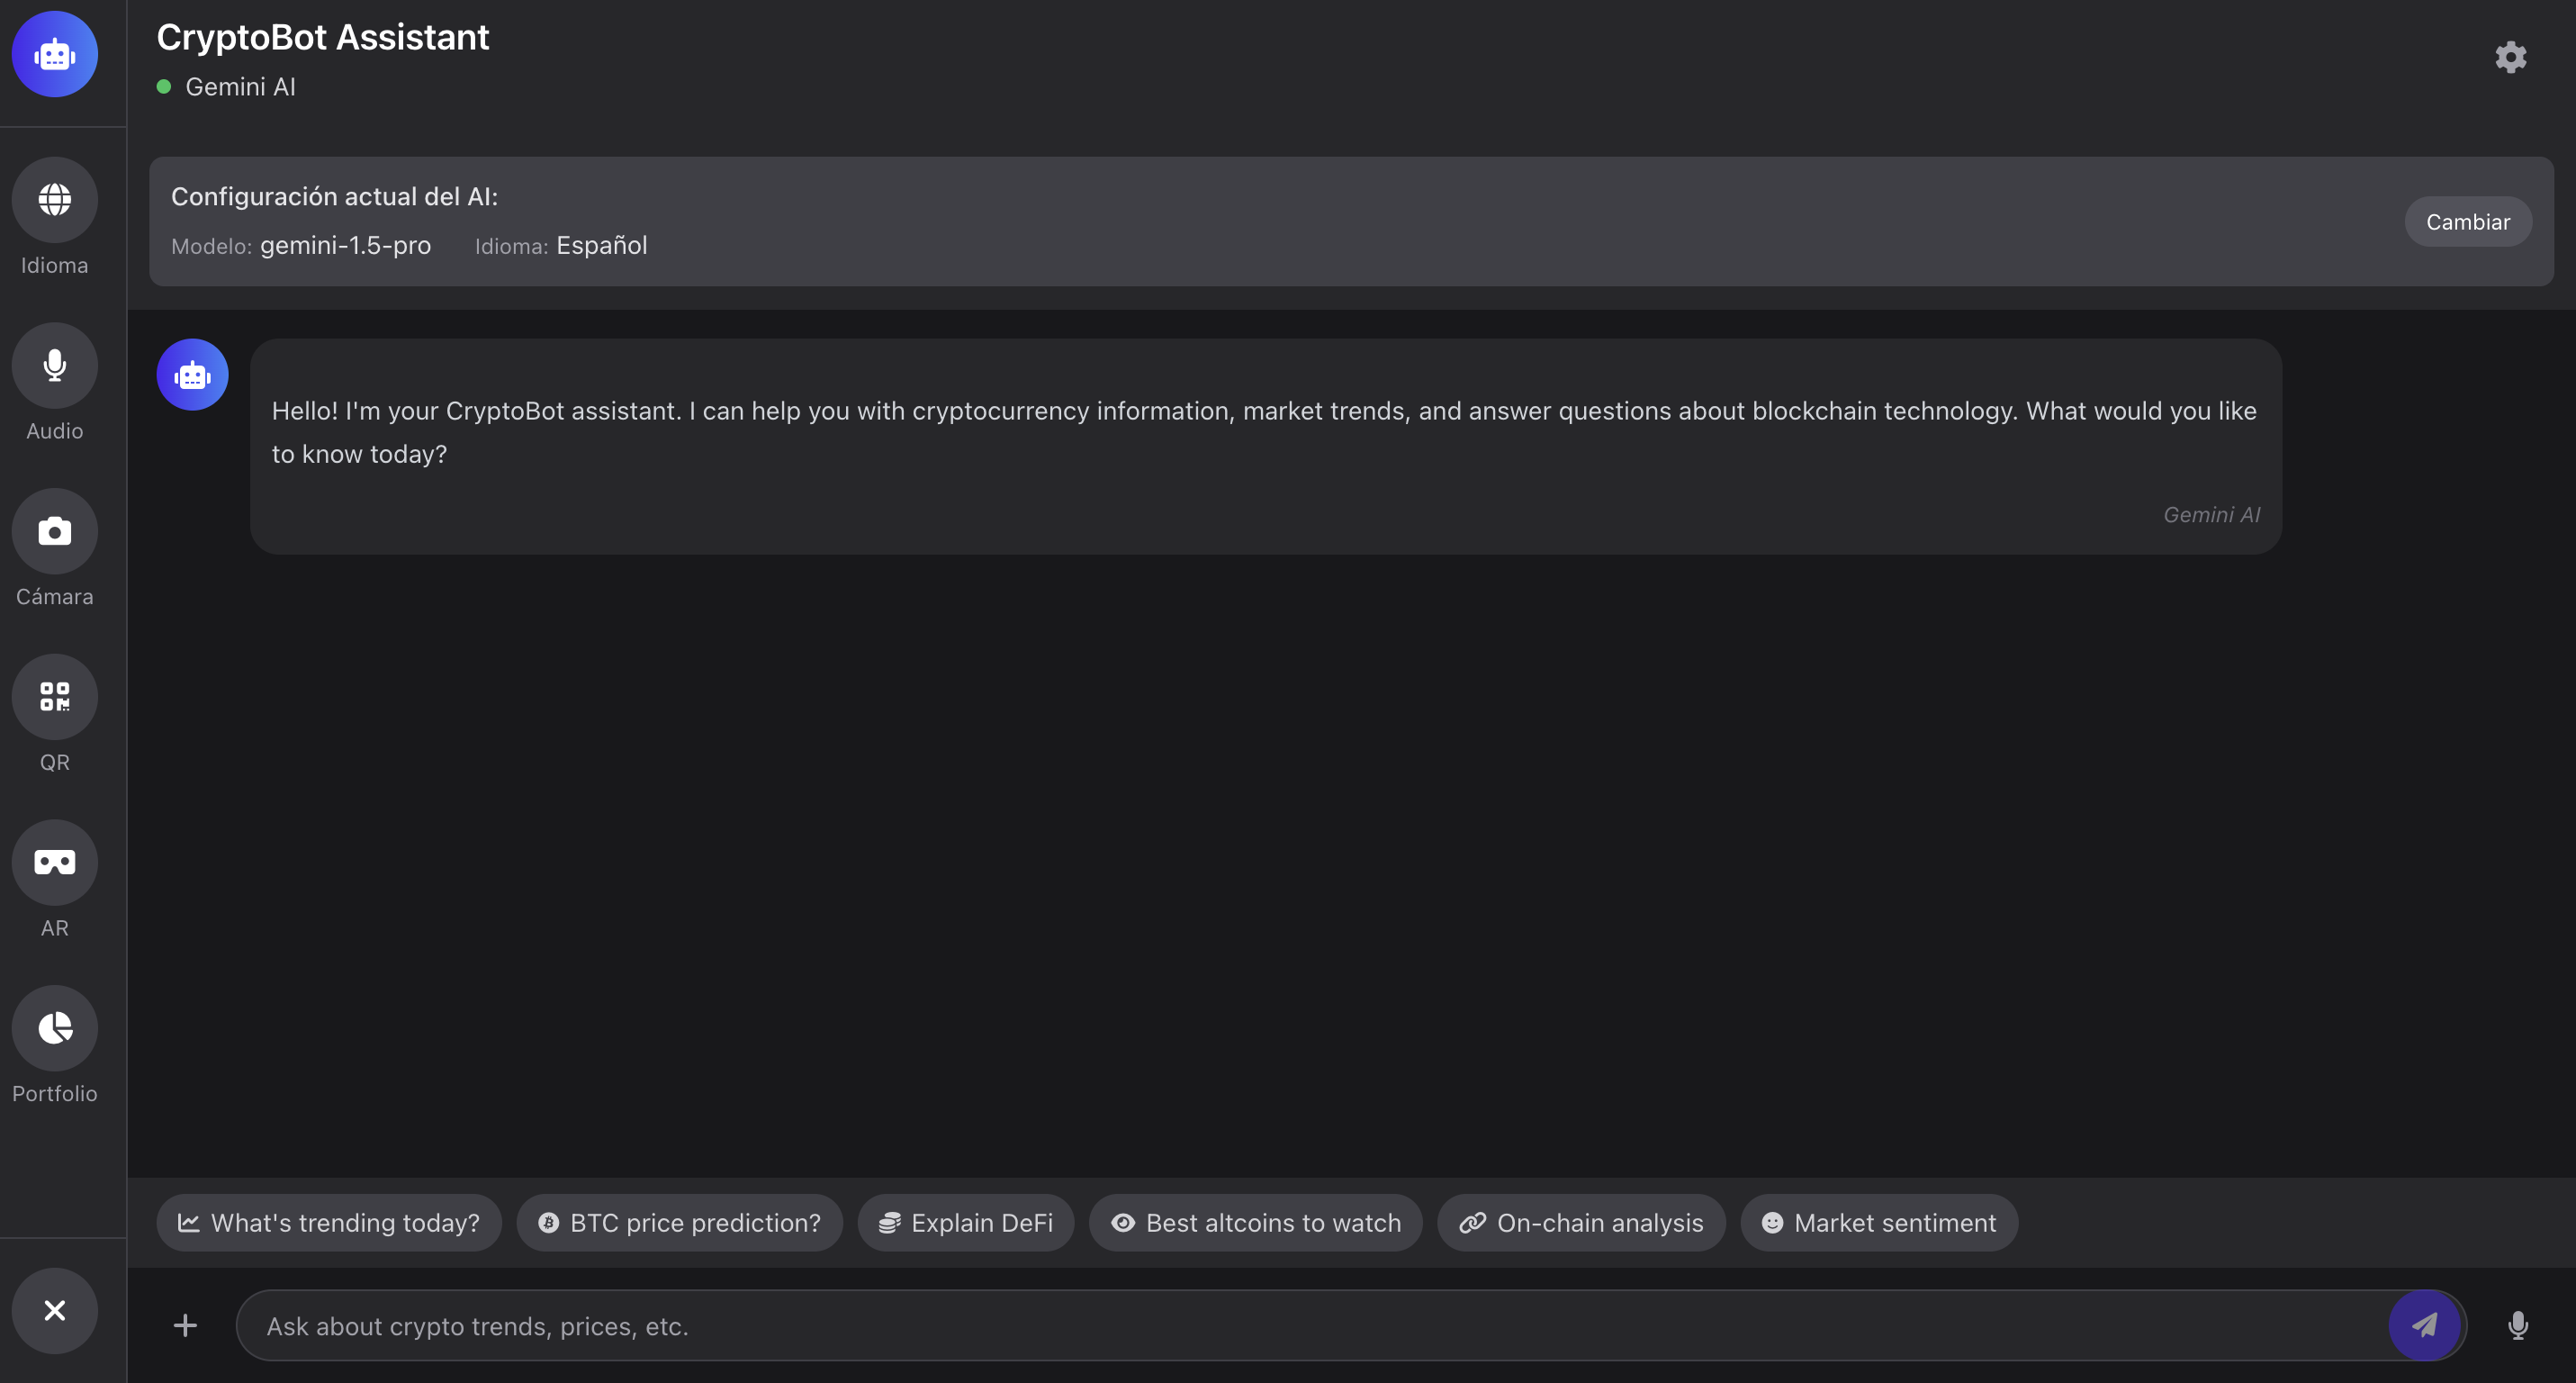 CryptoBot Assistant
Gemini AI
Idioma
Audio
Cámara
QR
AR
Portfolio
Configuración actual del AI:
Modelo: gemini-1.5-pro Idioma: Español
Cambiar
Hello! I'm your CryptoBot assistant. I can help you with cryptocurrency information, market trends, and answer questions about blockchain technology. What would you like
to know today?
Gemini AI
What's trending today?
BTC price prediction?
Explain DeFi
Best altcoins to watch
On-chain analysis
Market sentiment
Ask about crypto trends, prices, etc.